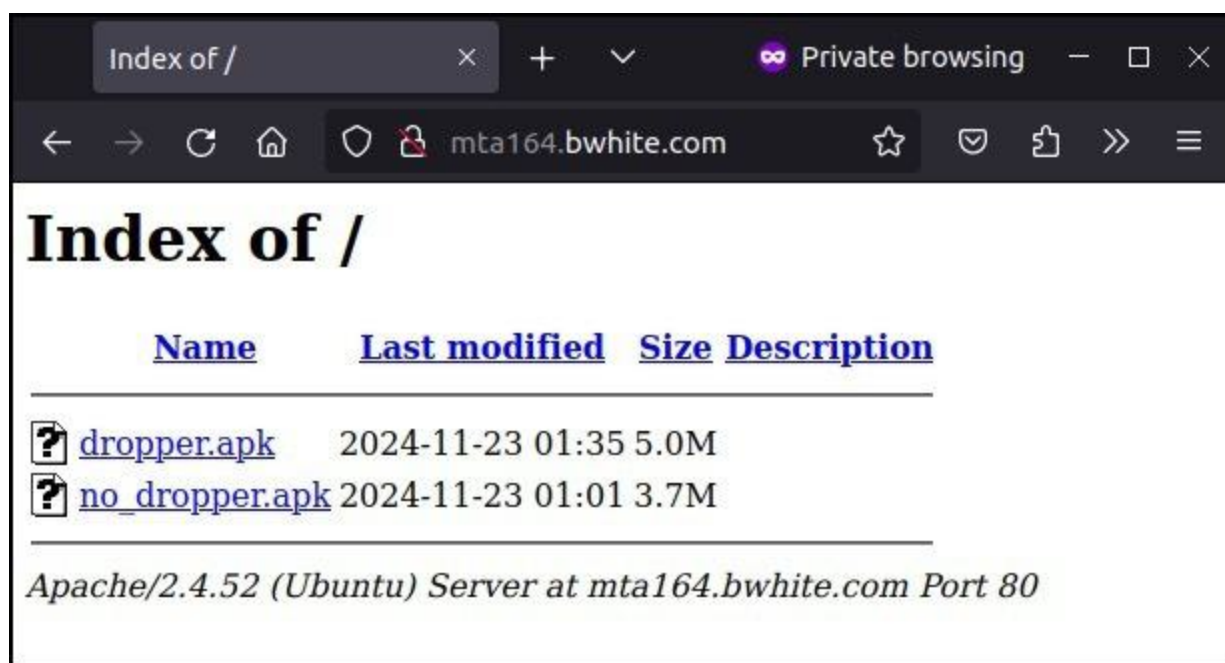 Index of /
Private browsing
mta164.bwhite.com
Index of /
Name Last modified Size Description
dropper.apk 2024-11-23 01:35 5.0M
no_dropper.apk 2024-11-23 01:01 3.7M
Apache/2.4.52 (Ubuntu) Server at mta164.bwhite.com Port 80